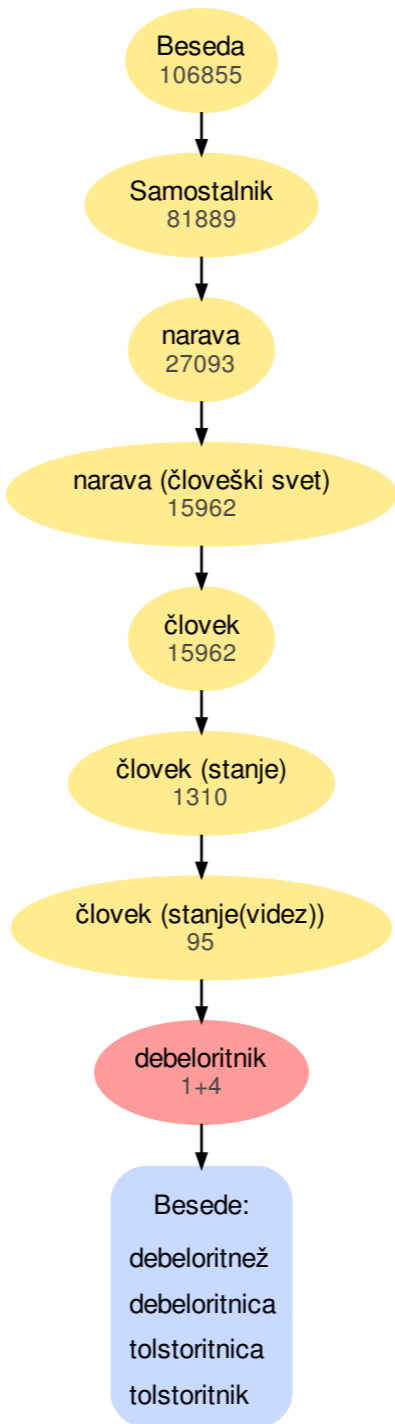 Beseda
106855
Samostalnik
81889
narava
27093
narava (človeški svet)
15962
človek
15962
človek (stanje)
1310
človek (stanje(videz))
95
debeloritnik
1+4
Besede:
debeloritnež
debeloritnica
tolstoritnica
tolstoritnik